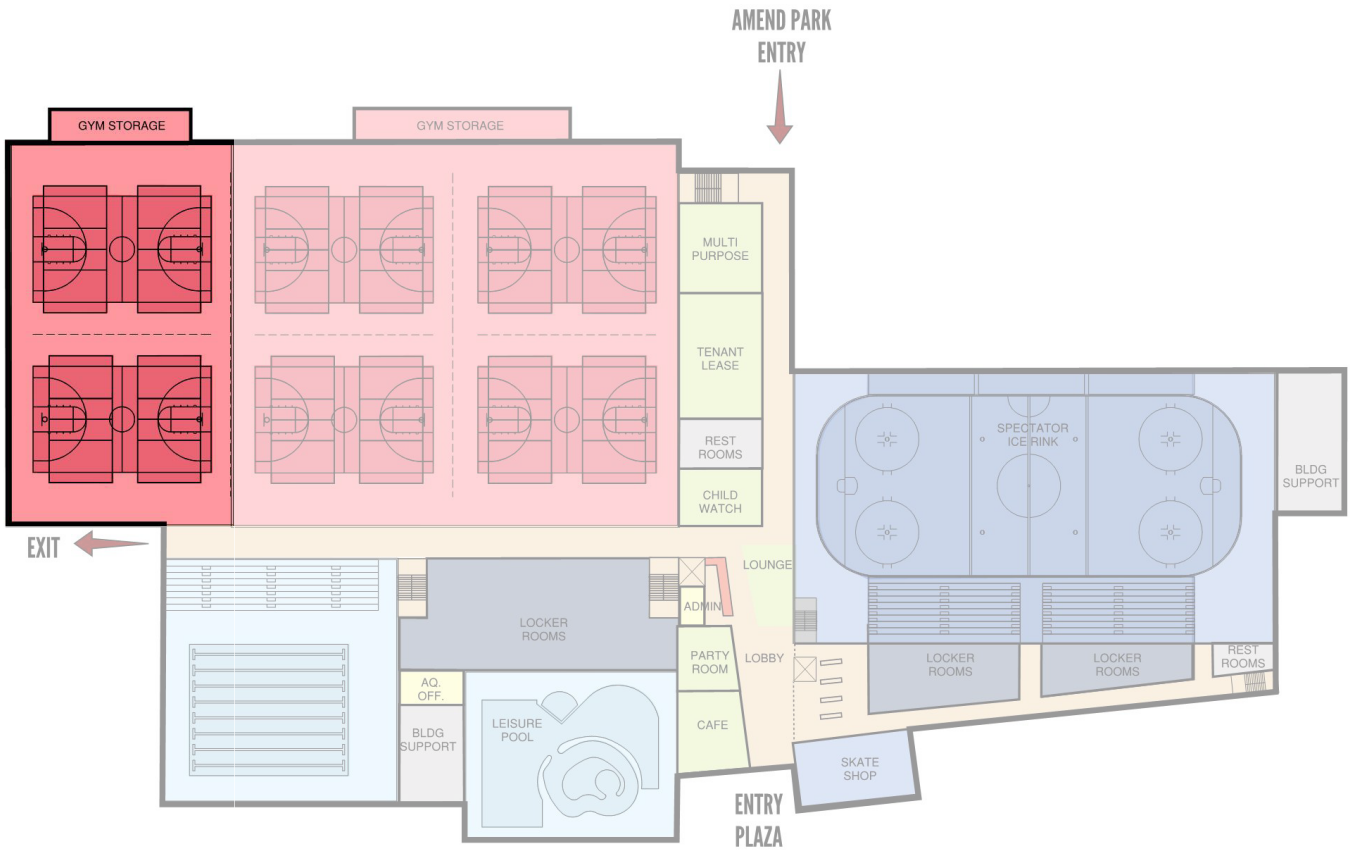 AMEND PARK
ENTRY
GYM STORAGE
GYM STORAGE
MULTI
PURPOSE
TENANT
LEASE
REST
ROOMS
CHILD
WATCH
SPECTATOR
ICE RINK
BLDG
SUPPORT
EXIT
LOUNGE
ADMIN
LOCKER
ROOMS
PARTY
ROOM
LOBBY
LOCKER
ROOMS
LOCKER
ROOMS
REST
ROOMS
AQ.
OFF.
BLDG
SUPPORT
LEISURE
POOL
CAFE
SKATE
SHOP
ENTRY
PLAZA